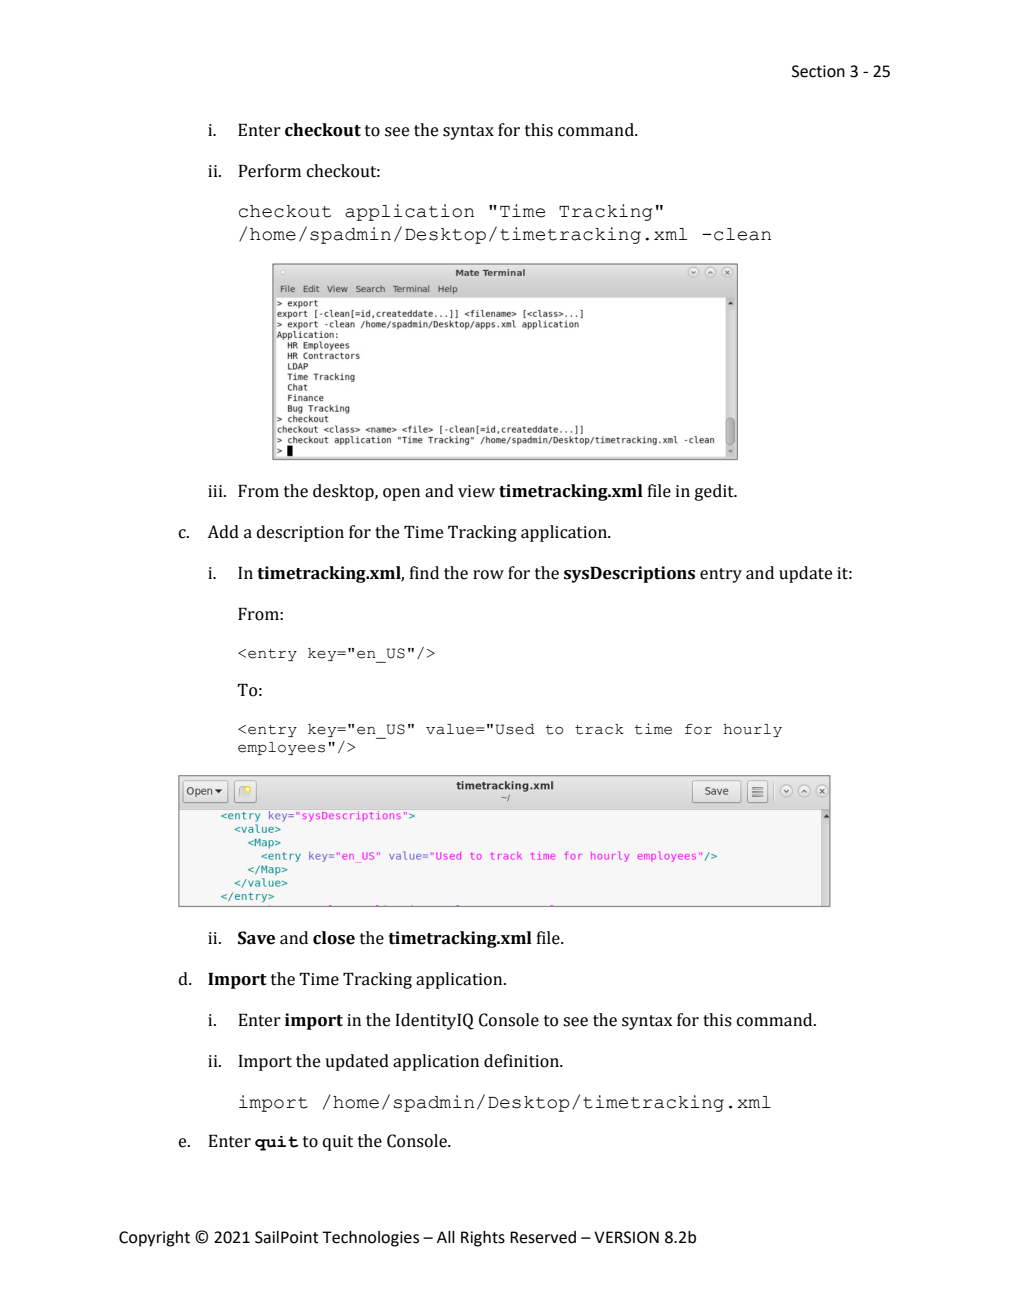 Section 3 - 25
i. Enter checkout to see the syntax for this command.
ii. Perform checkout:
checkout application "Time Tracking"
/home/spadmin/Desktop/timetracking.xml -clean
Mate Terminal
File Edit View Search Terminal Help
> export
export [-clean[=id,createddate...]] <filename> [<class>...]
> export -clean /home/spadmin/Desktop/apps.xml application
Application:
HR Employees
HR Contractors
LDAP
Time Tracking
Chat
Finance
Bug Tracking
> checkout
checkout <class> <name> <file> [-clean[=id,createddate...]]
> checkout application "Time Tracking" /home/spadmin/Desktop/timetracking.xml -clean
>
iii. From the desktop, open and view timetracking.xml file in gedit.
c. Add a description for the Time Tracking application.
i. In timetracking.xml, find the row for the sysDescriptions entry and update it:
From:
<entry key="en_US"/>
To:
<entry key="en_US" value="Used to track time for hourly
employees"/>
Open timetracking.xml Save
~/
<entry key="sysDescriptions">
<value>
<Map>
<entry key="en_US" value="Used to track time for hourly employees"/>
</Map>
</value>
</entry>
ii. Save and close the timetracking.xml file.
d. Import the Time Tracking application.
i. Enter import in the IdentityIQ Console to see the syntax for this command.
ii. Import the updated application definition.
import /home/spadmin/Desktop/timetracking.xml
e. Enter quit to quit the Console.
Copyright © 2021 SailPoint Technologies – All Rights Reserved – VERSION 8.2b